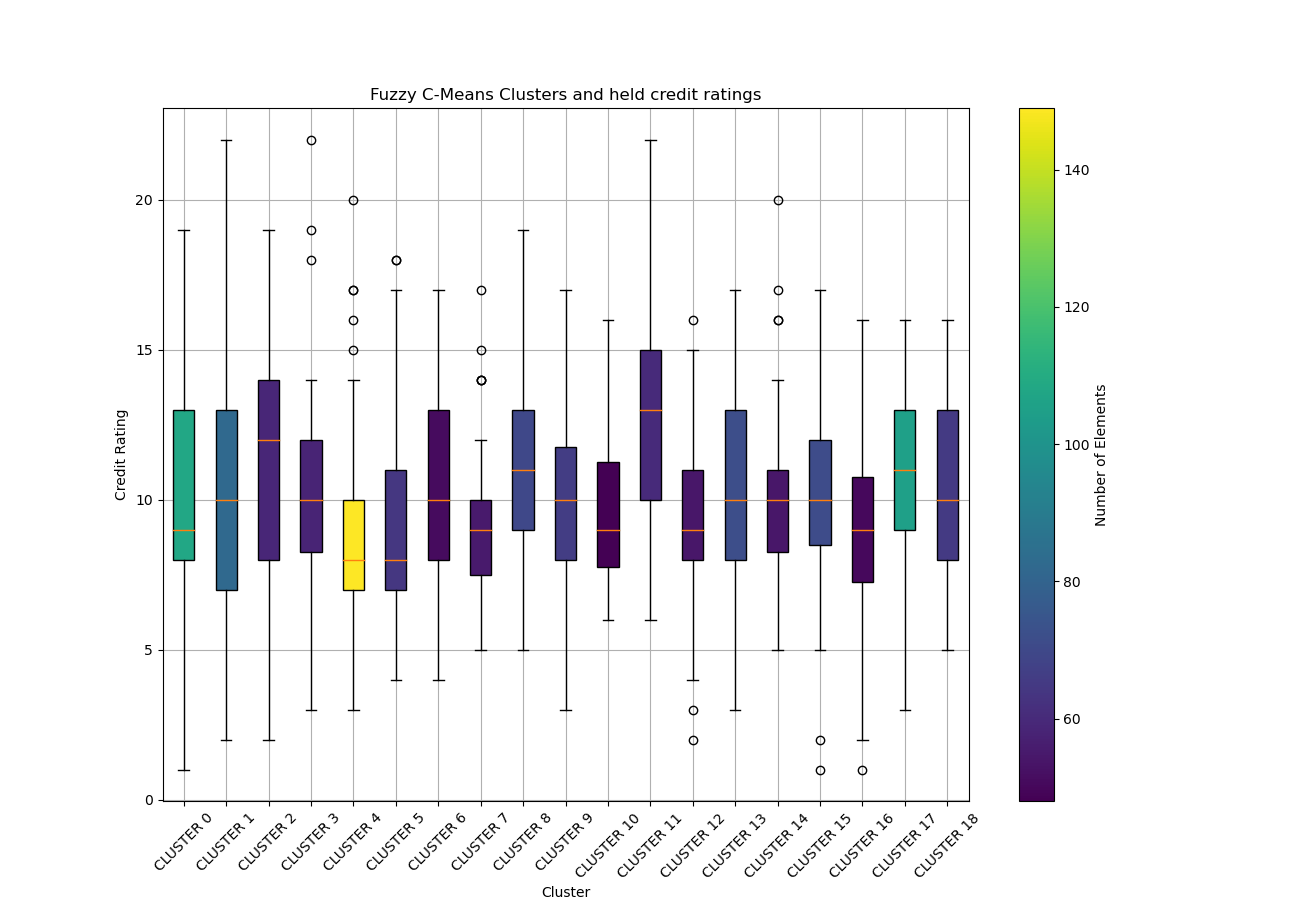 Fuzzy C-Means Clusters and held credit ratings
Credit Rating
20
15
10
5
0
CLUSTER 0
CLUSTER 1
CLUSTER 2
CLUSTER 3
CLUSTER 4
CLUSTER 5
CLUSTER 6
CLUSTER 7
CLUSTER 8
CLUSTER 9
CLUSTER 10
CLUSTER 11
CLUSTER 12
CLUSTER 13
CLUSTER 14
CLUSTER 15
CLUSTER 16
CLUSTER 17
CLUSTER 18
Cluster
140
120
100
80
60
Number of Elements